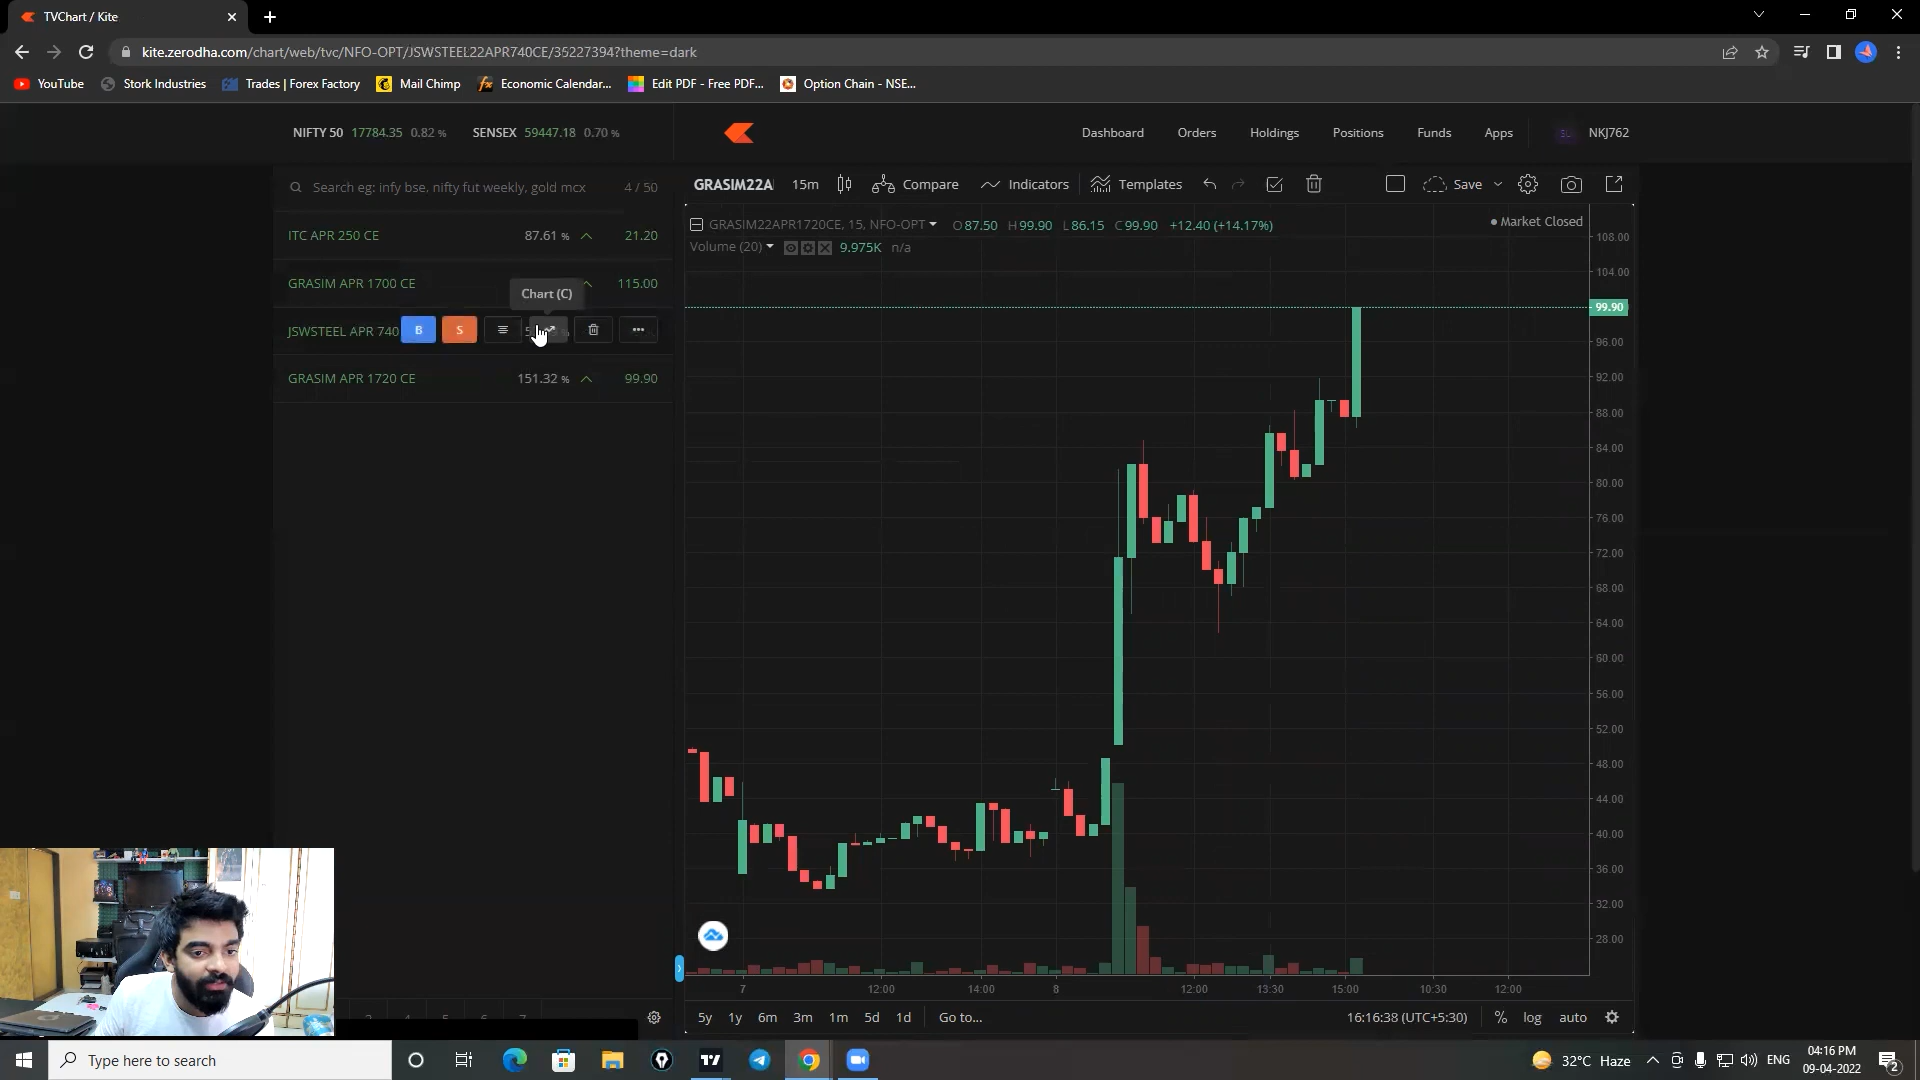 TVChart / Kite
kite.zerodha.com/chart/web/tvc/NFO-OPT/JSWSTEEL22APR740CE/35227394?theme=dark
YouTube Stork Industries Trades | Forex Factory Mail Chimp Economic Calendar... Edit PDF - Free PDF... Option Chain - NSE...
NIFTY 50 17784.35 0.82 % SENSEX 59447.18 0.70 %
Dashboard Orders Holdings Positions Funds Apps NKJ762
Search eg: infy bse, nifty fut weekly, gold mcx 4 / 50
GRASIM22A 15m Compare Indicators Templates Save
ITC APR 250 CE 87.61 % 21.20
GRASIM APR 1700 CE 115.00
Chart (C)
JSWSTEEL APR 740 B S
GRASIM APR 1720 CE 151.32 % 99.90
GRASIM22APR1720CE, 15, NFO-OPT O87.50 H99.90 L86.15 C99.90 +12.40 (+14.17%)
Market Closed
Volume (20) 9.975K n/a
108.00
104.00
99.90
96.00
92.00
88.00
84.00
80.00
76.00
72.00
68.00
64.00
60.00
56.00
52.00
48.00
44.00
40.00
36.00
32.00
28.00
7 12:00 14:00 8 12:00 13:30 15:00 10:30 12:00
5y 1y 6m 3m 1m 5d 1d Go to... 16:16:38 (UTC+5:30) % log auto
Type here to search
32°C Haze ENG
04:16 PM
09-04-2022
2